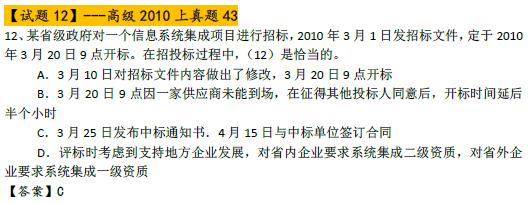 【试题 12】---高级 2010 上真题 43
12、某省级政府对一个信息系统集成项目进行招标，2010 年 3 月 1 日发招标文件，定于 2010
年 3 月 20 日 9 点开标。在招投标过程中，（12）是恰当的。
A．3 月 10 日对招标文件内容做出了修改，3 月 20 日 9 点开标
B．3 月 20 日 9 点因一家供应商未能到场，在征得其他投标人同意后，开标时间延后
半个小时
C．3 月 25 日发布中标通知书．4 月 15 日与中标单位签订合同
D．评标时考虑到支持地方企业发展，对省内企业要求系统集成二级资质，对省外企
业要求系统集成一级资质
【答案】C